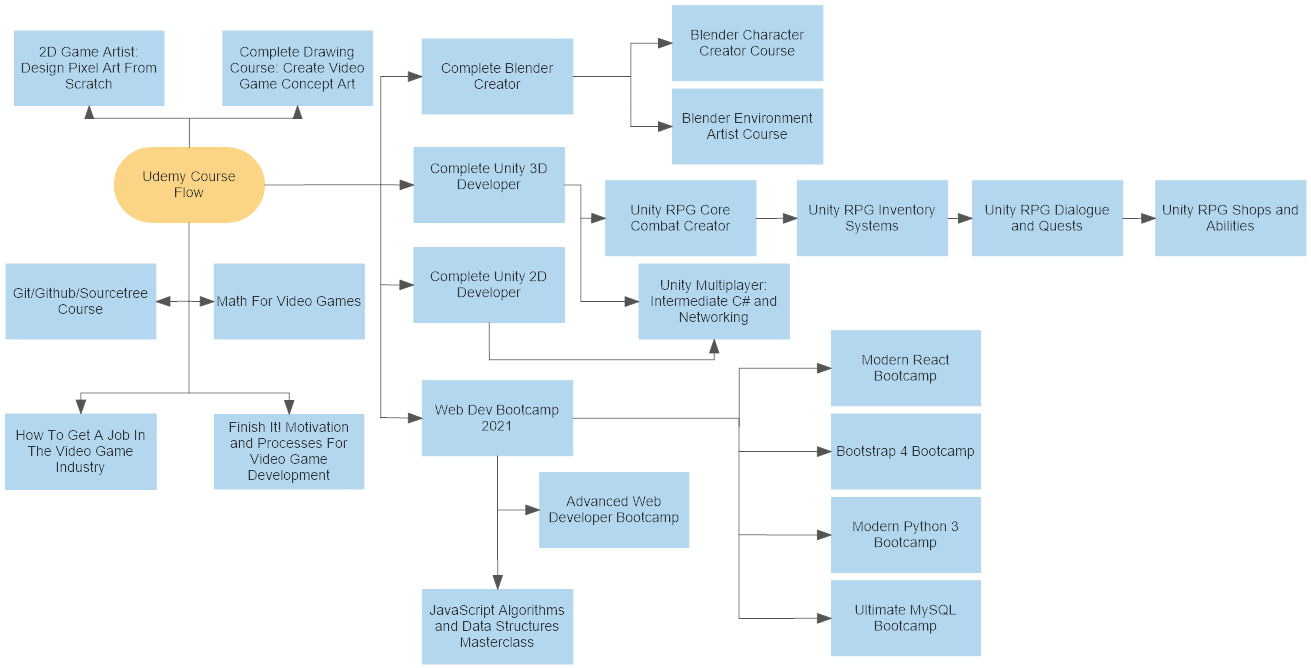 2D Game Artist:
Design Pixel Art From
Scratch
Complete Drawing
Course: Create Video
Game Concept Art
Udemy Course
Flow
Git/Github/Sourcetree
Course
Math For Video Games
How To Get A Job In
The Video Game
Industry
Finish It! Motivation
and Processes For
Video Game
Development
Complete Blender
Creator
Blender Character
Creator Course
Blender Environment
Artist Course
Complete Unity 3D
Developer
Unity RPG Core
Combat Creator
Unity RPG Inventory
Systems
Unity RPG Dialogue
and Quests
Unity RPG Shops and
Abilities
Complete Unity 2D
Developer
Unity Multiplayer:
Intermediate C# and
Networking
Web Dev Bootcamp
2021
Modern React
Bootcamp
Bootstrap 4 Bootcamp
Modern Python 3
Bootcamp
Ultimate MySQL
Bootcamp
Advanced Web
Developer Bootcamp
JavaScript Algorithms
and Data Structures
Masterclass